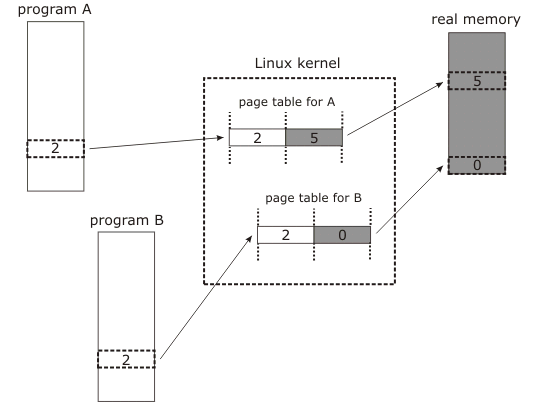 program A
real memory
Linux kernel
5
page table for A
2 5
2
0
page table for B
program B
2 0
2